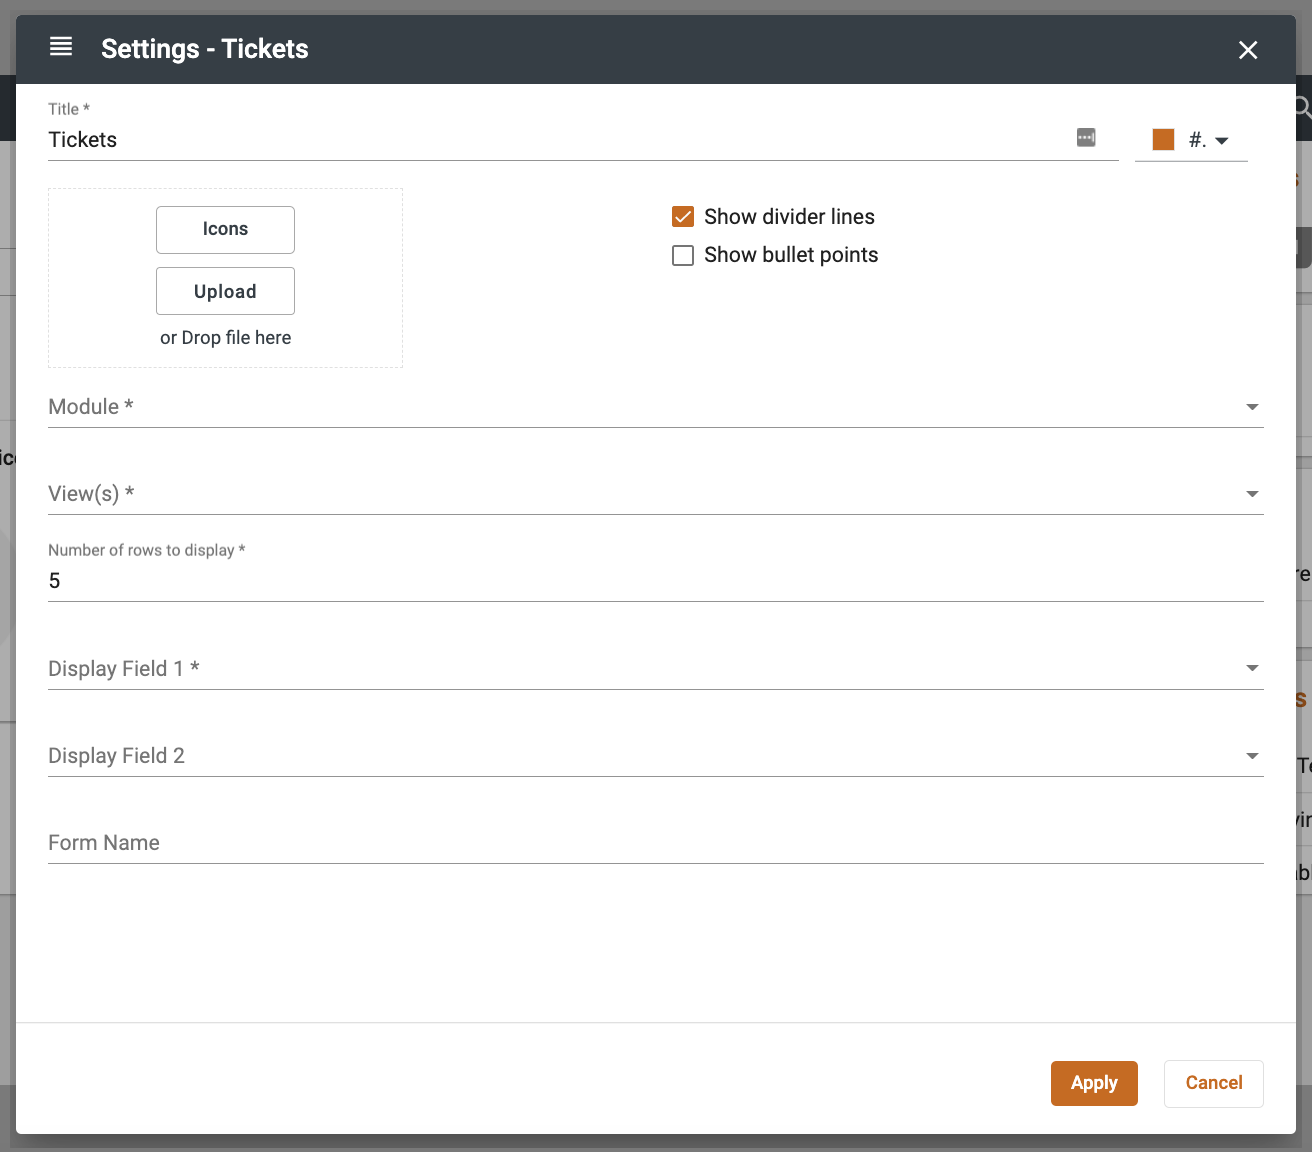 Settings - Tickets
Title *
Tickets
#.
Icons
Upload
or Drop file here
Show divider lines
Show bullet points
Module *
View(s) *
Number of rows to display *
5
Display Field 1 *
Display Field 2
Form Name
Apply
Cancel